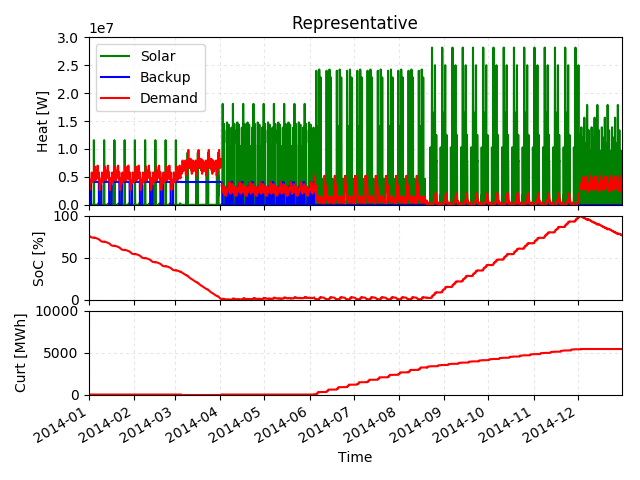 Representative
1e7
3.0
2.5
2.0
1.5
1.0
0.5
0.0
Heat [W]
Solar
Backup
Demand
100
50
0
SoC [%]
10000
5000
0
Curt [MWh]
2014-01
2014-02
2014-03
2014-04
2014-05
2014-06
2014-07
2014-08
2014-09
2014-10
2014-11
2014-12
Time